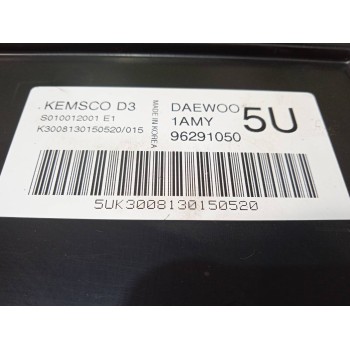 KEMSCO D3
S010012001 E1
K3008130150520/015
MADE IN KOREA
DAEWOO
1AMY
96291050
5U
5UK3008130150520